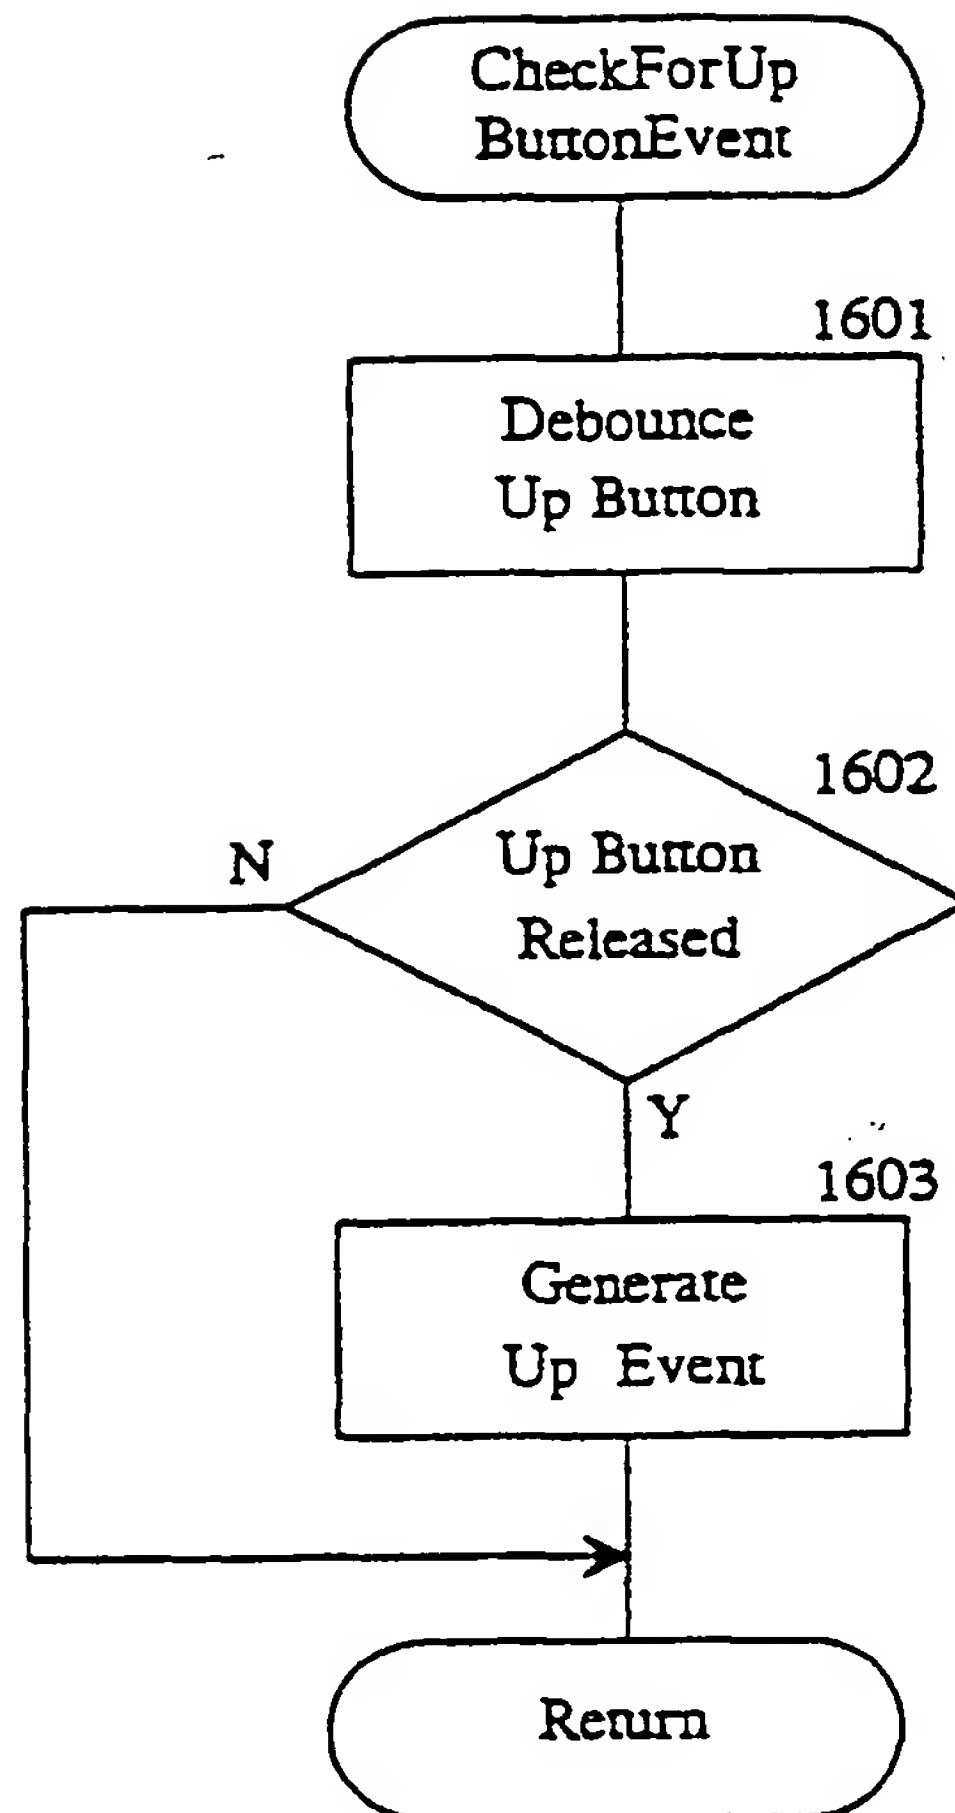 CheckForUp
ButtonEvent
1601
Debounce
Up Button
1602
N
Up Button
Released
Y
1603
Generate
Up Event
Return